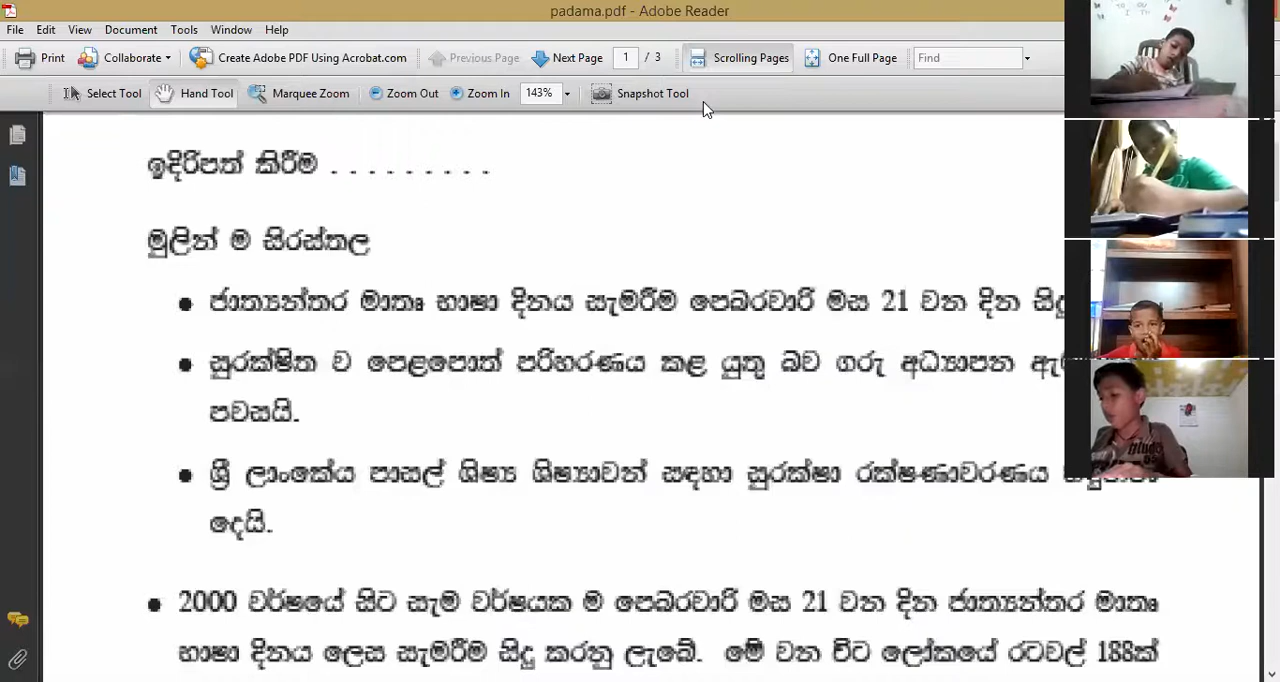 padama.pdf - Adobe Reader
File Edit View Document Tools Window Help
Print Collaborate Create Adobe PDF Using Acrobat.com Previous Page Next Page 1 / 3 Scrolling Pages One Full Page Find
Select Tool Hand Tool Marquee Zoom Zoom Out Zoom In 143% Snapshot Tool
ඉදිරිපත් කිරීම . . . . . . . . .
මුලින් ම සිරස්තල
• ජාත්‍යන්තර මාතෘ භාෂා දිනය සැමරීම පෙබරවාරි මස 21 වන දින
• සුරක්ෂිත ව පෙළපොත් පරිහරණය කළ යුතු බව ගරු අධ්‍යාපන
පවසයි.
• ශ්‍රී ලාංකේය පාසල් ශිෂ්‍ය ශිෂ්‍යාවන් සඳහා සුරක්ෂා රක්ෂණාවරණය
දෙයි.
• 2000 වර්ෂයේ සිට සැම වර්ෂයක ම පෙබරවාරි මස 21 වන දින ජාත්‍යන්තර මාතෘ
භාෂා දිනය ලෙස සැමරීම සිදු කරනු ලැබේ. මේ වන විට ලෝකයේ රටවල් 188ක්